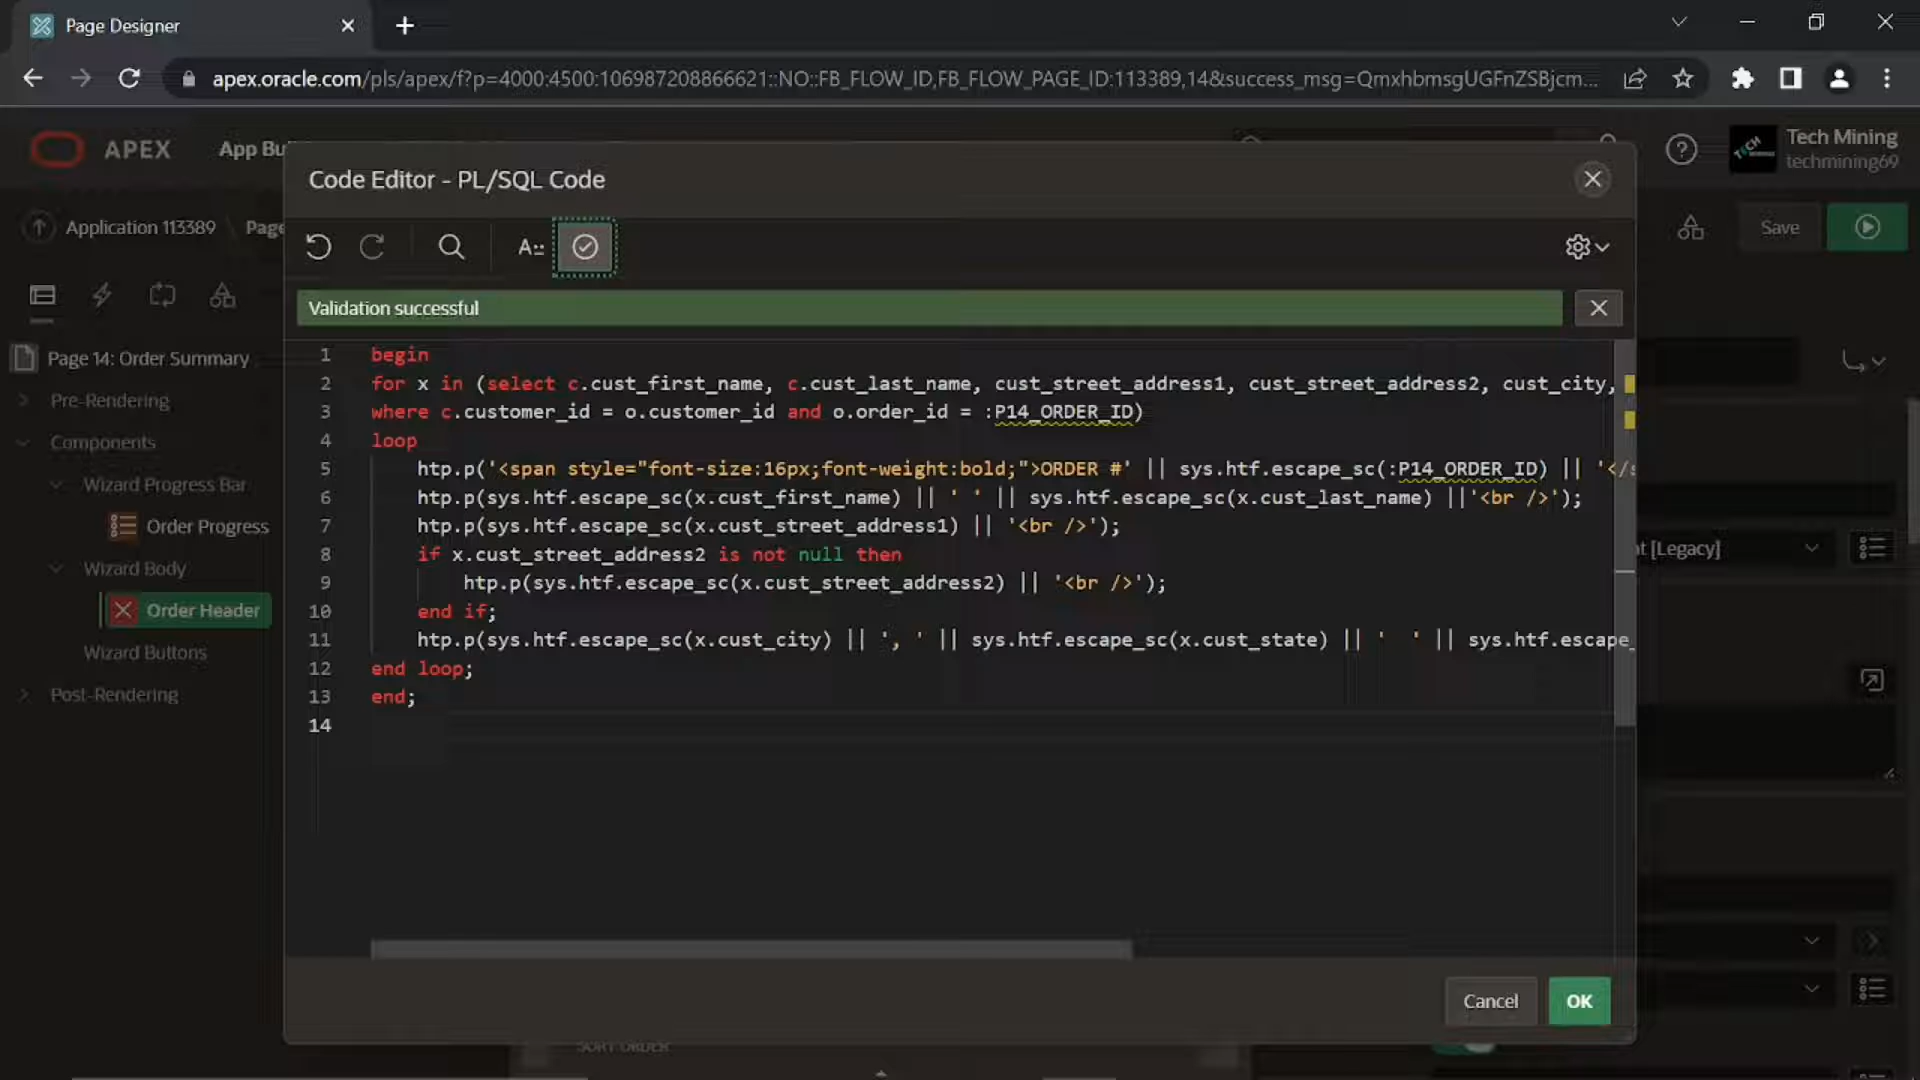 Page Designer
apex.oracle.com/pls/apex/f?p=4000:4500:106987208866621::NO::FB_FLOW_ID,FB_FLOW_PAGE_ID:113389,14&success_msg=QmxhbmsgUGFnZSBjcm...
APEX
App Bu
Tech Mining
techmining69
Code Editor - PL/SQL Code
Application 113389 \ Page
Save
A::
Validation successful
Page 14: Order Summary
Pre-Rendering
Components
Wizard Progress Bar
Order Progress
Wizard Body
Order Header
Wizard Buttons
Post-Rendering
1 begin
2 for x in (select c.cust_first_name, c.cust_last_name, cust_street_address1, cust_street_address2, cust_city,
3 where c.customer_id = o.customer_id and o.order_id = :P14_ORDER_ID)
4 loop
5 htp.p('<span style="font-size:16px;font-weight:bold;">ORDER #' || sys.htf.escape_sc(:P14_ORDER_ID) || '</s
6 htp.p(sys.htf.escape_sc(x.cust_first_name) || ' ' || sys.htf.escape_sc(x.cust_last_name) ||'<br />');
7 htp.p(sys.htf.escape_sc(x.cust_street_address1) || '<br />');
8 if x.cust_street_address2 is not null then
9 htp.p(sys.htf.escape_sc(x.cust_street_address2) || '<br />');
10 end if;
11 htp.p(sys.htf.escape_sc(x.cust_city) || ', ' || sys.htf.escape_sc(x.cust_state) || '  ' || sys.htf.escape_
12 end loop;
13 end;
14
t [Legacy]
Cancel
OK
SORT ORDER